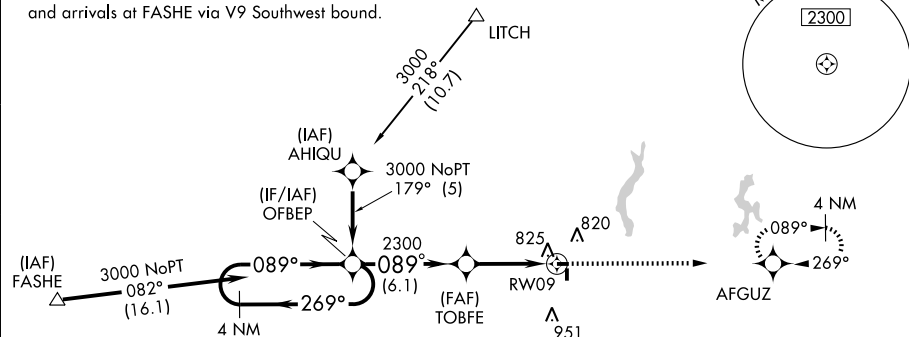 and arrivals at FASHE via V9 Southwest bound.
2300
LITCH
3000
218°
(10.7)
(IAF)
AHIQU
3000 NoPT
179° (5)
(IF/IAF)
OFBEP
(IAF)
FASHE
3000 NoPT
082°
(16.1)
089°
269°
4 NM
2300
089°
(6.1)
(FAF)
TOBFE
825
820
RW09
951
089°
4 NM
269°
AFGUZ